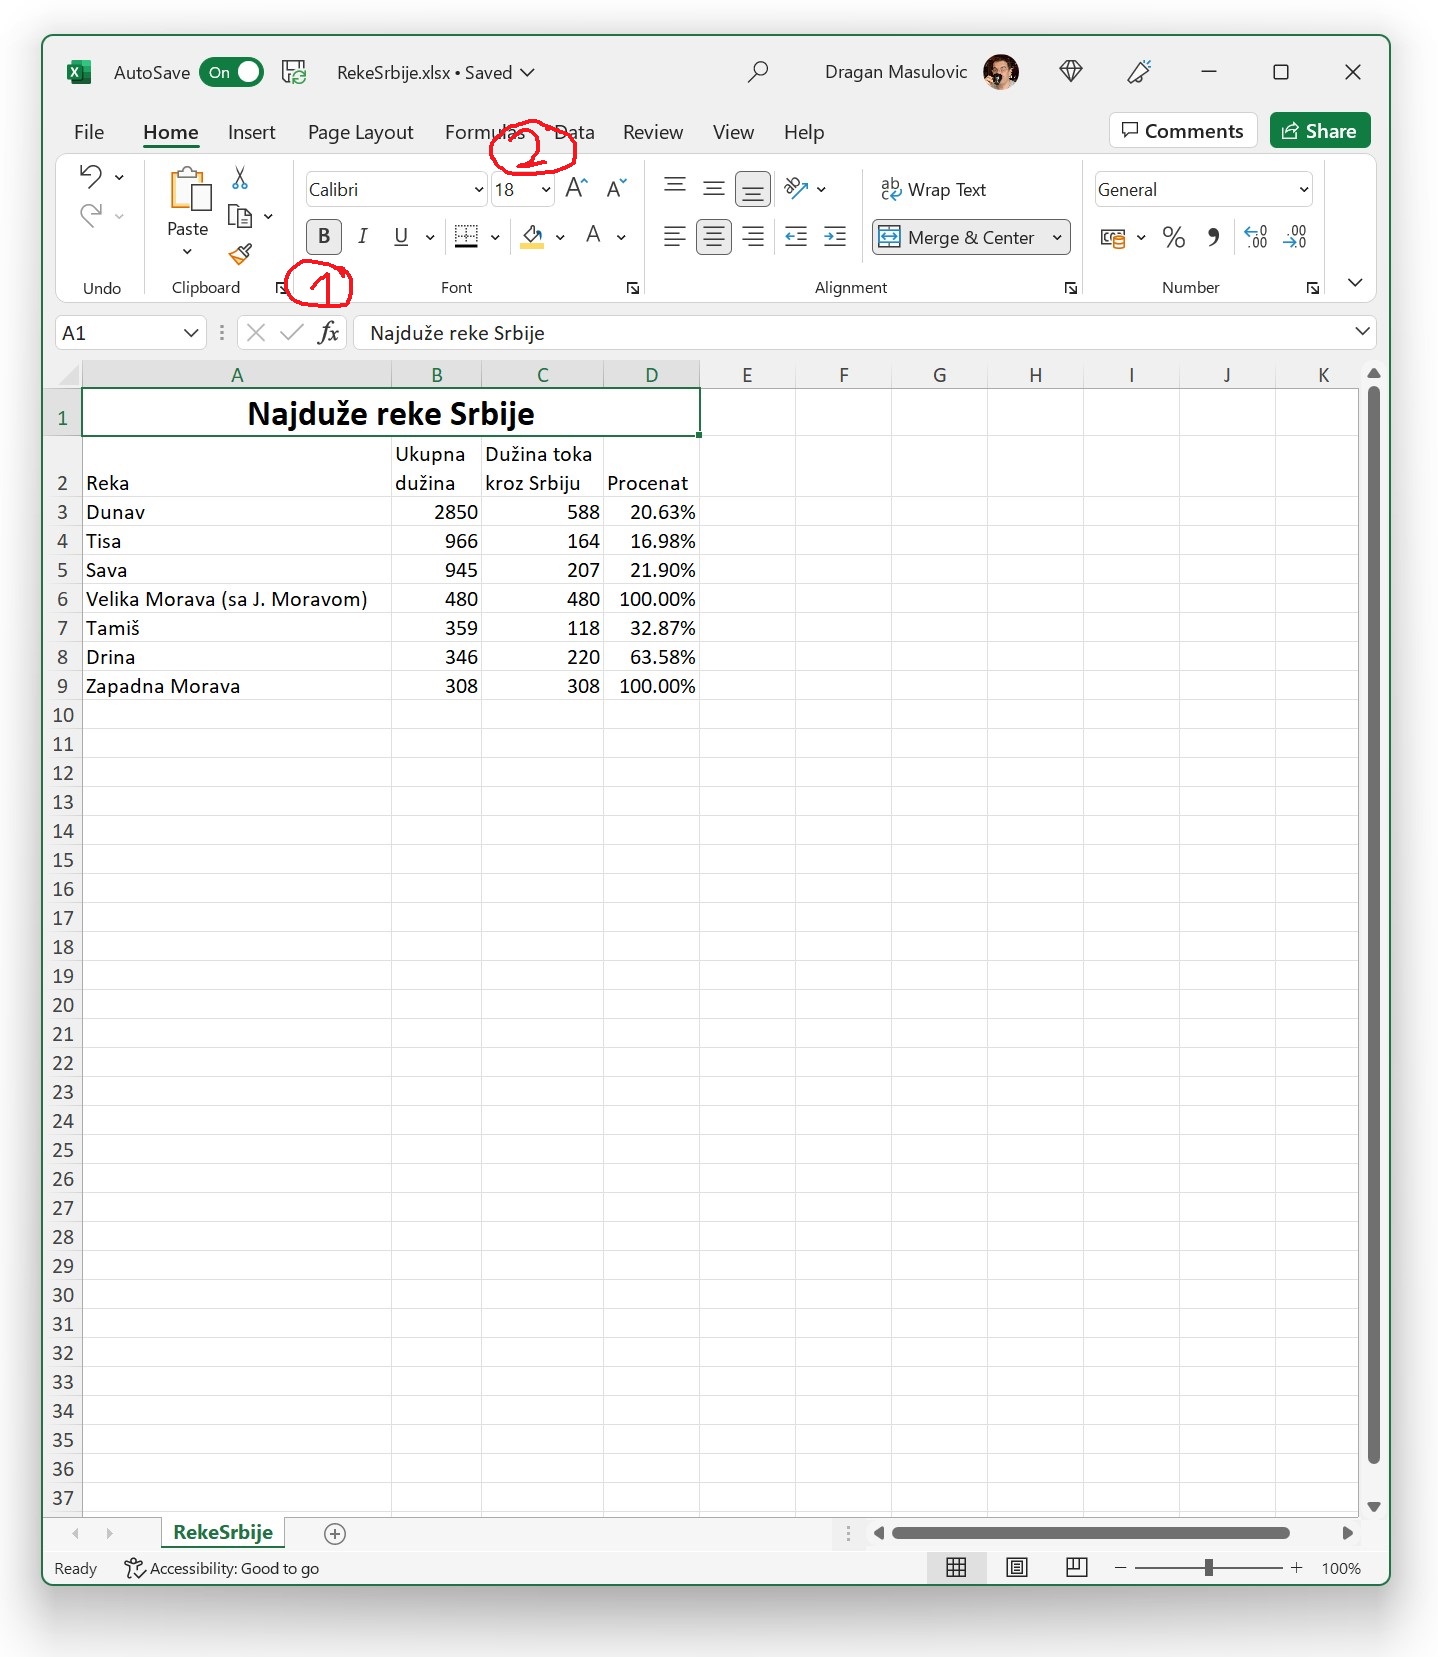 AutoSave On RekeSrbije.xlsx • Saved Dragan Masulovic
File Home Insert Page Layout Formulas Data Review View Help Comments Share
2
Calibri 18 A A ab Wrap Text General
Paste
B I U A Merge & Center % 9 .00 .00
Undo Clipboard Font Alignment Number
1
A1 fx Najduže reke Srbije
A B C D E F G H I J K
1 Najduže reke Srbije
Ukupna Dužina toka
2 Reka dužina kroz Srbiju Procenat
3 Dunav 2850 588 20.63%
4 Tisa 966 164 16.98%
5 Sava 945 207 21.90%
6 Velika Morava (sa J. Moravom) 480 480 100.00%
7 Tamiš 359 118 32.87%
8 Drina 346 220 63.58%
9 Zapadna Morava 308 308 100.00%
10
11
12
13
14
15
16
17
18
19
20
21
22
23
24
25
26
27
28
29
30
31
32
33
34
35
36
37
RekeSrbije
Ready Accessibility: Good to go 100%